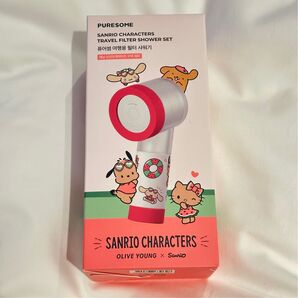 PURESOME
SANRIO CHARACTERS
TRAVEL FILTER SHOWER SET
퓨어썸 여행용 필터 샤워기
SANRIO CHARACTERS
OLIVE YOUNG × Sanrio